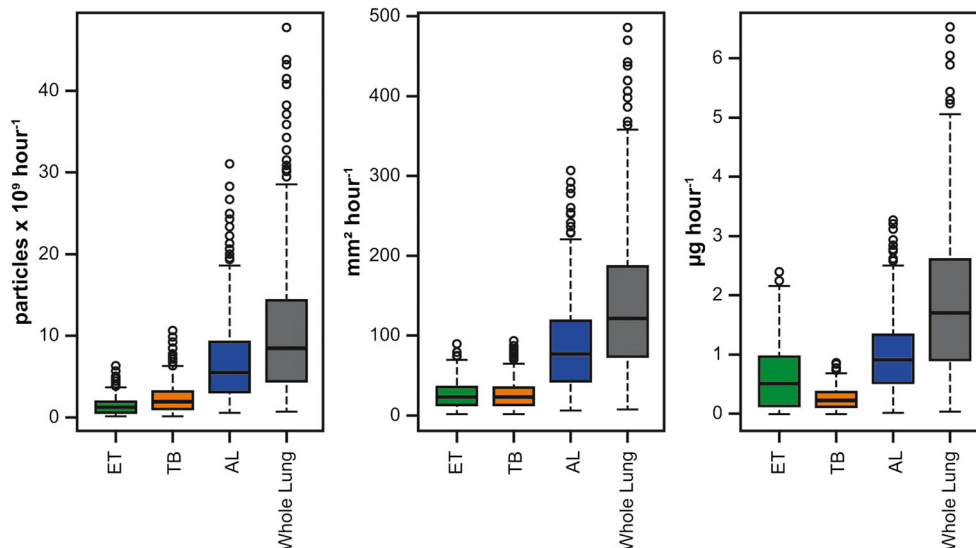 particles x 10⁹ hour⁻¹
40
30
20
10
0
ET
TB
AL
Whole Lung
mm² hour⁻¹
500
400
300
200
100
0
ET
TB
AL
Whole Lung
µg hour⁻¹
6
5
4
3
2
1
0
ET
TB
AL
Whole Lung